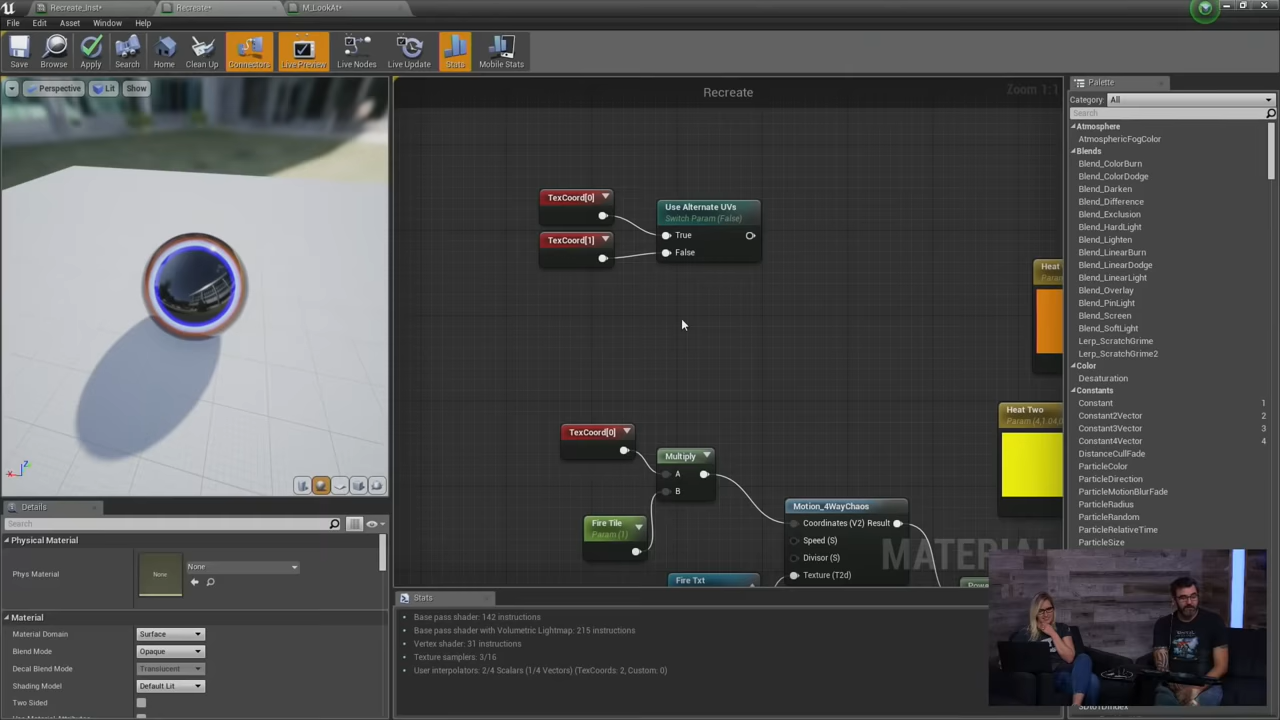 Recreate_Inst*
Recreate*
M_LookAt*
File Edit Asset Window Help
Save Browse Apply Search Home Clean Up Connectors Live Preview Live Nodes Live Update Stats Mobile Stats
Perspective Lit Show
Recreate
Zoom 1:1
TexCoord[0]
TexCoord[1]
Use Alternate UVs
Switch Param (False)
True
False
Heat
Param
TexCoord[0]
Multiply
A
B
Fire Tile
Param (1)
Motion_4WayChaos
Coordinates (V2) Result
Speed (S)
Divisor (S)
Texture (T2d)
Fire Txt
Heat Two
Param (4,1.04,0
MATERIAL
Palette
Category: All
Search
Atmosphere
AtmosphericFogColor
Blends
Blend_ColorBurn
Blend_ColorDodge
Blend_Darken
Blend_Difference
Blend_Exclusion
Blend_HardLight
Blend_Lighten
Blend_LinearBurn
Blend_LinearDodge
Blend_LinearLight
Blend_Overlay
Blend_PinLight
Blend_Screen
Blend_SoftLight
Lerp_ScratchGrime
Lerp_ScratchGrime2
Color
Desaturation
Constants
Constant 1
Constant2Vector 2
Constant3Vector 3
Constant4Vector 4
DistanceCullFade
ParticleColor
ParticleDirection
ParticleMotionBlurFade
ParticleRadius
ParticleRandom
ParticleRelativeTime
ParticleSize
Details
Search
Physical Material
Phys Material
None
None
Material
Material Domain Surface
Blend Mode Opaque
Decal Blend Mode Translucent
Shading Model Default Lit
Two Sided
Stats
Base pass shader: 142 instructions
Base pass shader with Volumetric Lightmap: 215 instructions
Vertex shader: 31 instructions
Texture samplers: 3/16
User interpolators: 2/4 Scalars (1/4 Vectors) (TexCoords: 2, Custom: 0)